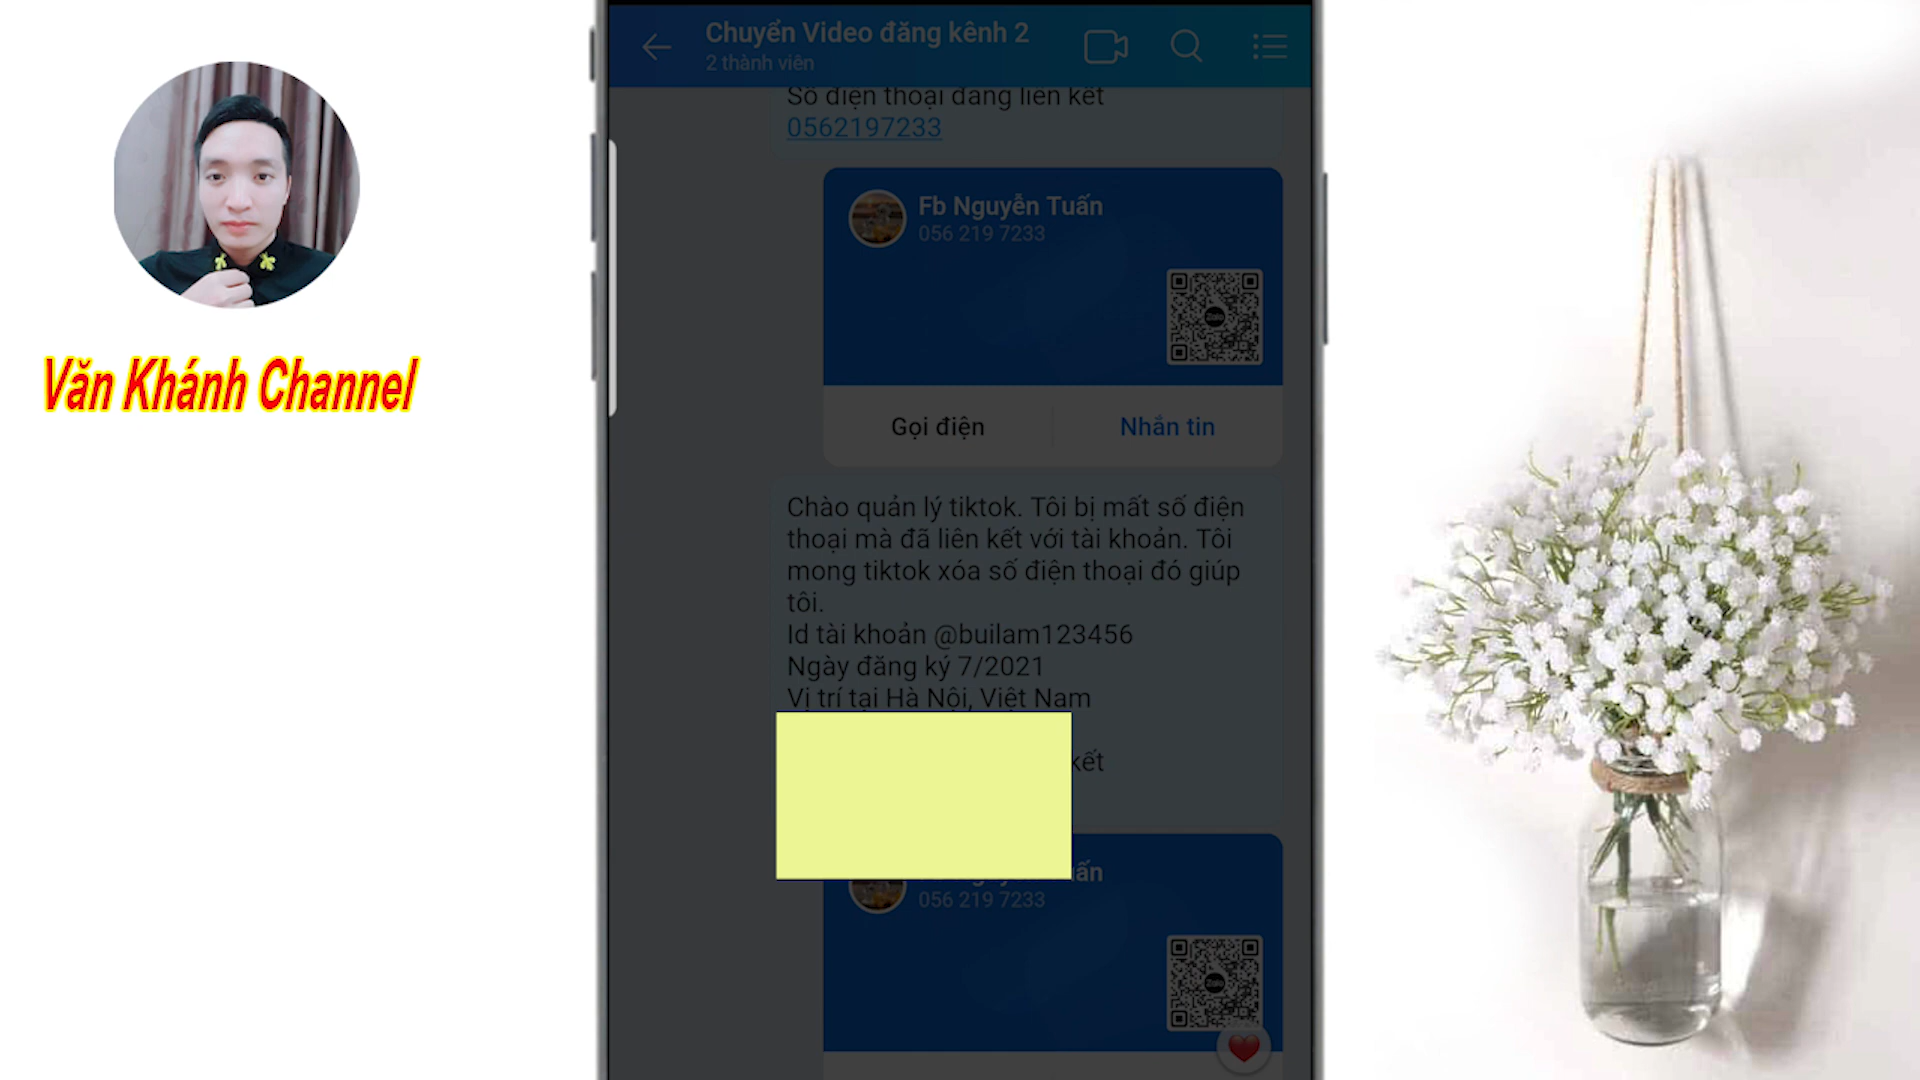 Văn Khánh Channel
Chuyển Video đăng kênh 2
2 thành viên
Số điện thoại đang liên kết
0562197233
Fb Nguyễn Tuấn
056 219 7233
Zalo
Gọi điện
Nhắn tin
Chào quản lý tiktok. Tôi bị mất số điện
thoại mà đã liên kết với tài khoản. Tôi
mong tiktok xóa số điện thoại đó giúp
tôi.
Id tài khoản @builam123456
Ngày đăng ký 7/2021
Vị trí tại Hà Nội, Việt Nam
kết
056 219 7233
Zalo